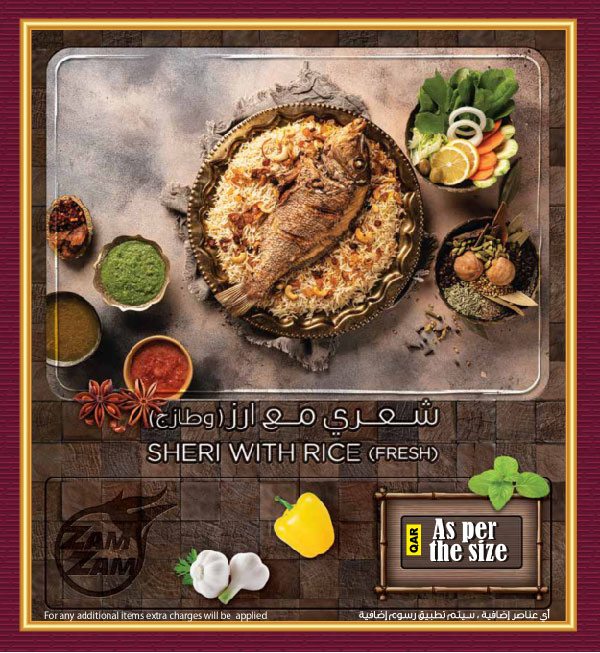 شعري مع ارز (وطازج)
SHERI WITH RICE (FRESH)
ZAM
ZAM
QAR
As per
the size
For any additional items extra charges will be applied
أي عناصر إضافية ، سيتم تطبيق رسوم إضافية